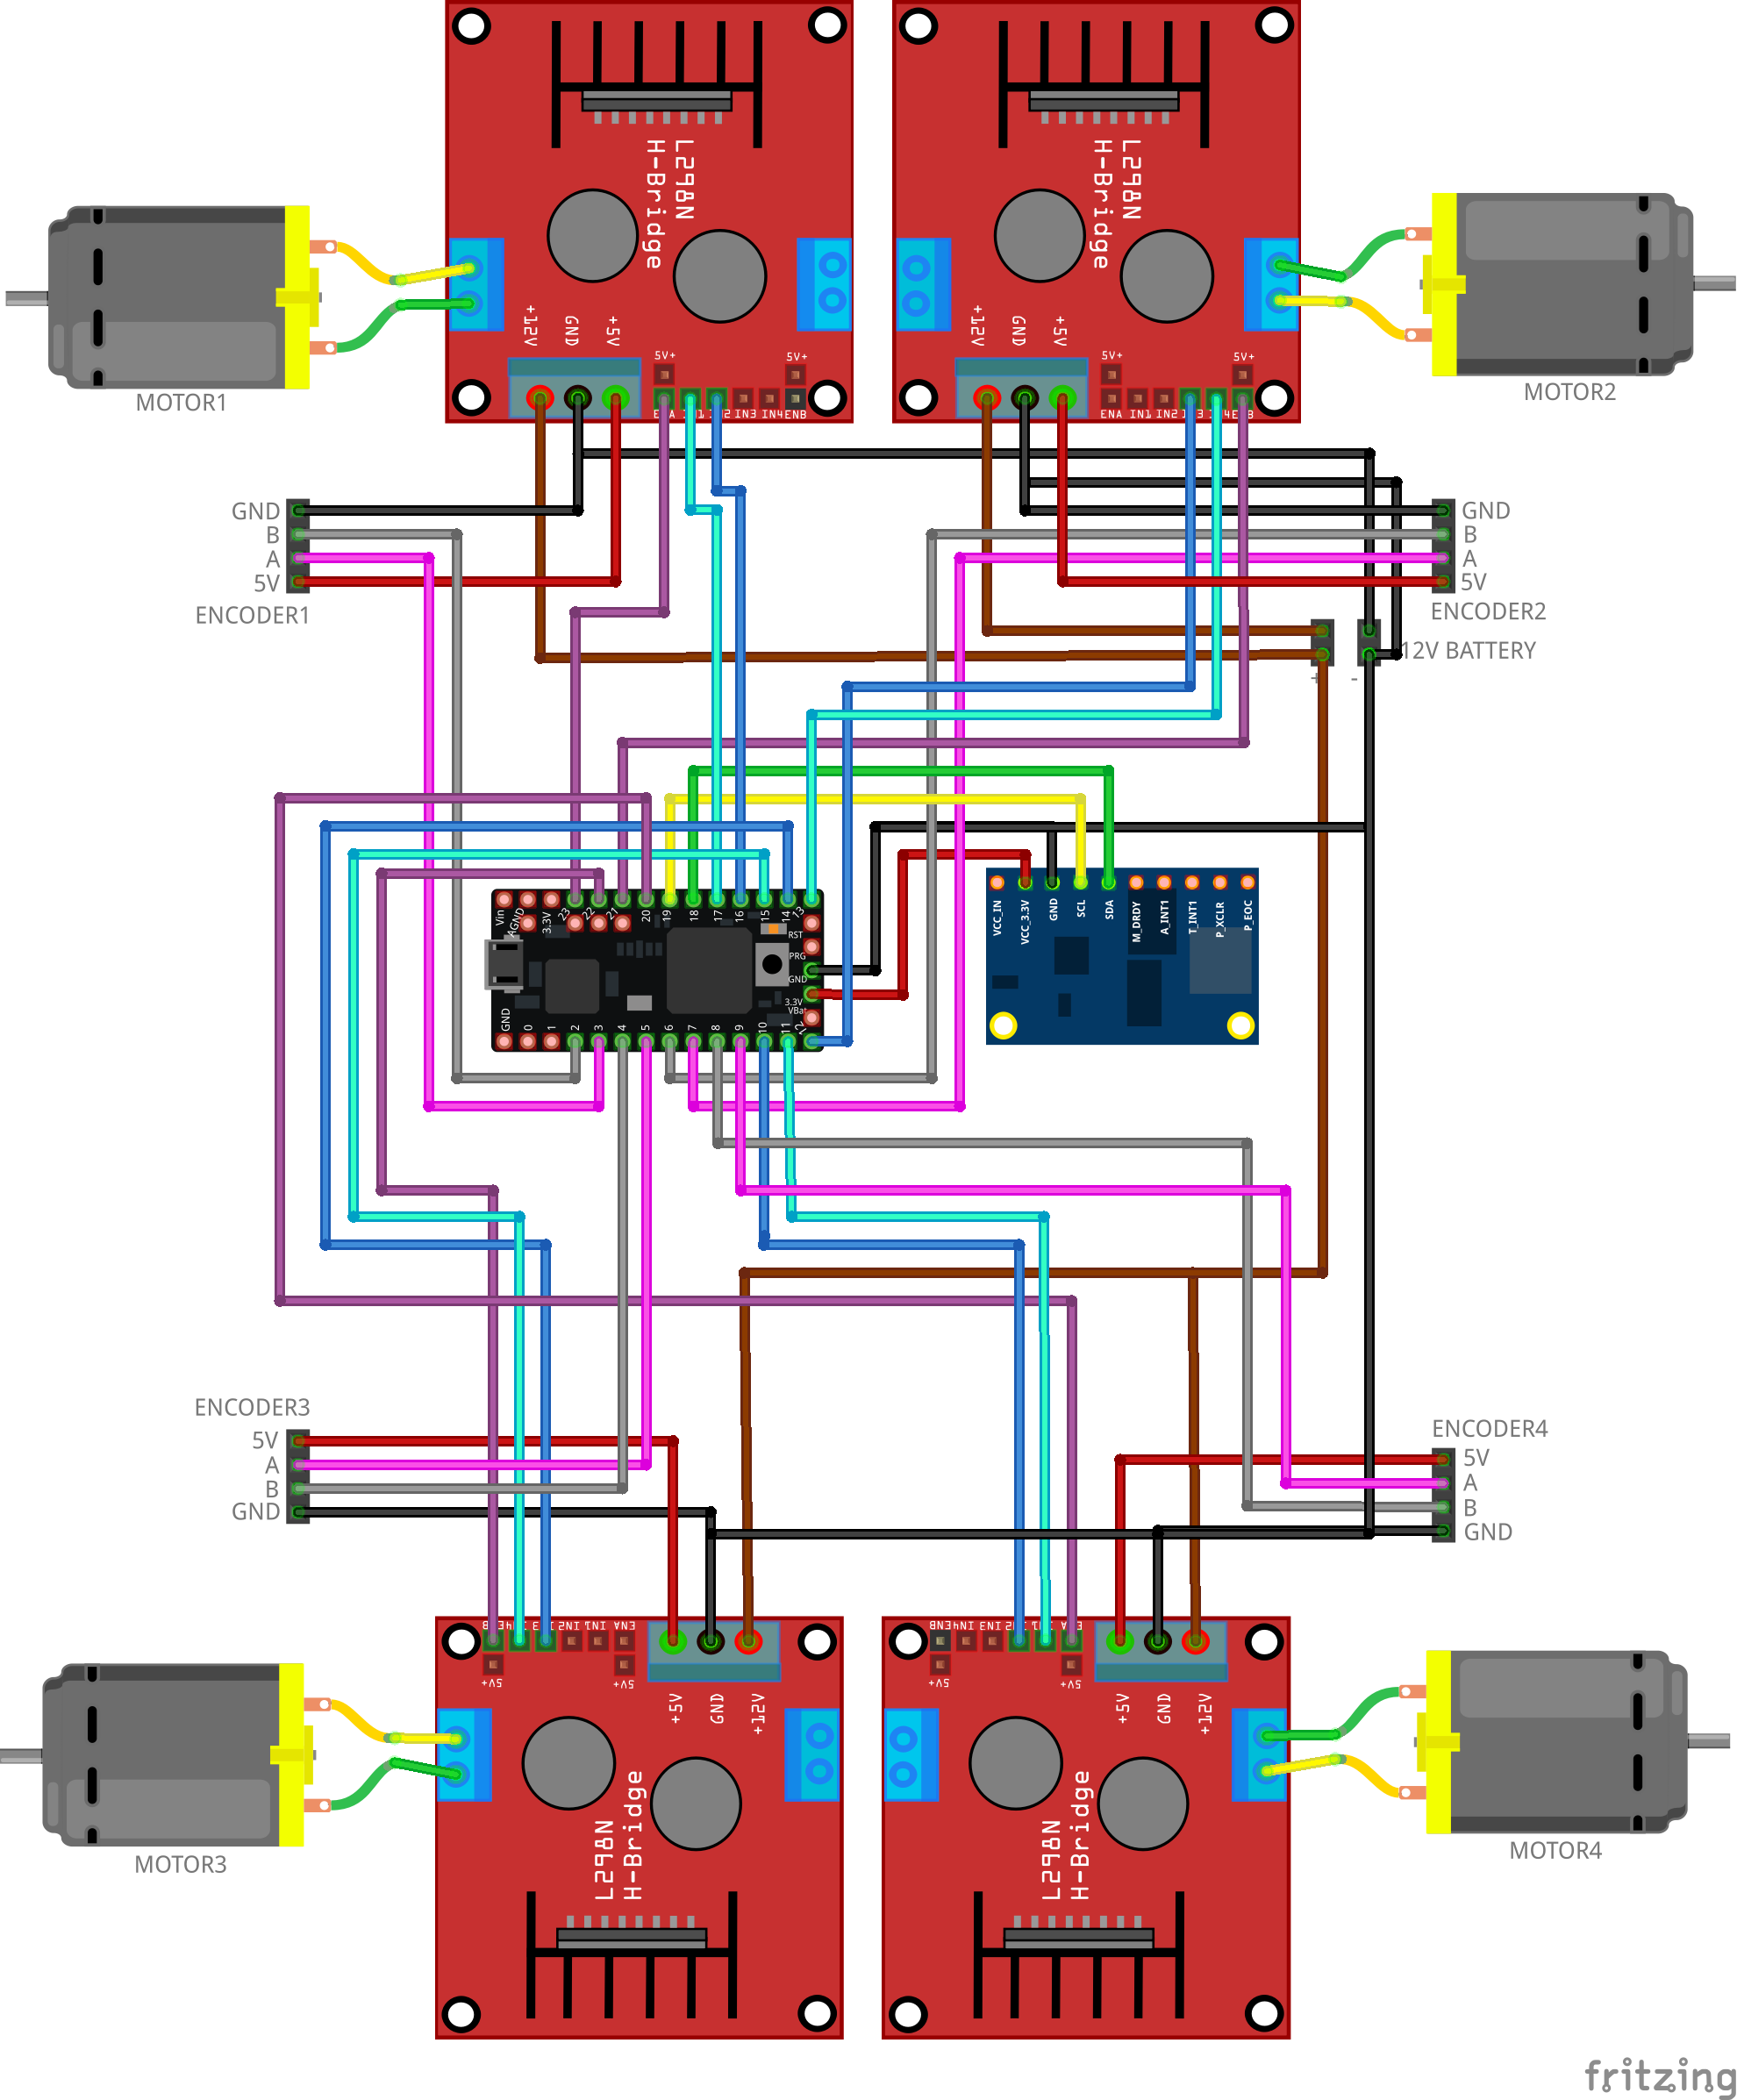 L298N
H-Bridge
+12V
GND
+5V
5V+
5V+
ENA
IN1
IN2
IN3
IN4
ENB
L298N
H-Bridge
+12V
GND
+5V
5V+
5V+
ENA
IN1
IN2
IN3
IN4
ENB
MOTOR1
MOTOR2
GND
B
A
5V
ENCODER1
GND
B
A
5V
ENCODER2
12V BATTERY
+ -
Vin
AGND
3.3V
23
22
21
20
19
18
17
16
15
14
13
RST
PRG
GND
3.3V
VBat
GND
0
1
2
3
4
5
6
7
8
9
10
11
12
VCC_IN
VCC_3.3V
GND
SCL
SDA
M_DRDY
A_INT1
T_INT1
P_XCLR
P_EOC
ENCODER3
5V
A
B
GND
ENCODER4
5V
A
B
GND
ENB
IN4
IN3
IN2
IN1
ENA
5V+
5V+
+5V
GND
+12V
L298N
H-Bridge
ENB
IN4
IN3
IN2
IN1
ENA
5V+
5V+
+5V
GND
+12V
L298N
H-Bridge
MOTOR3
MOTOR4
fritzing